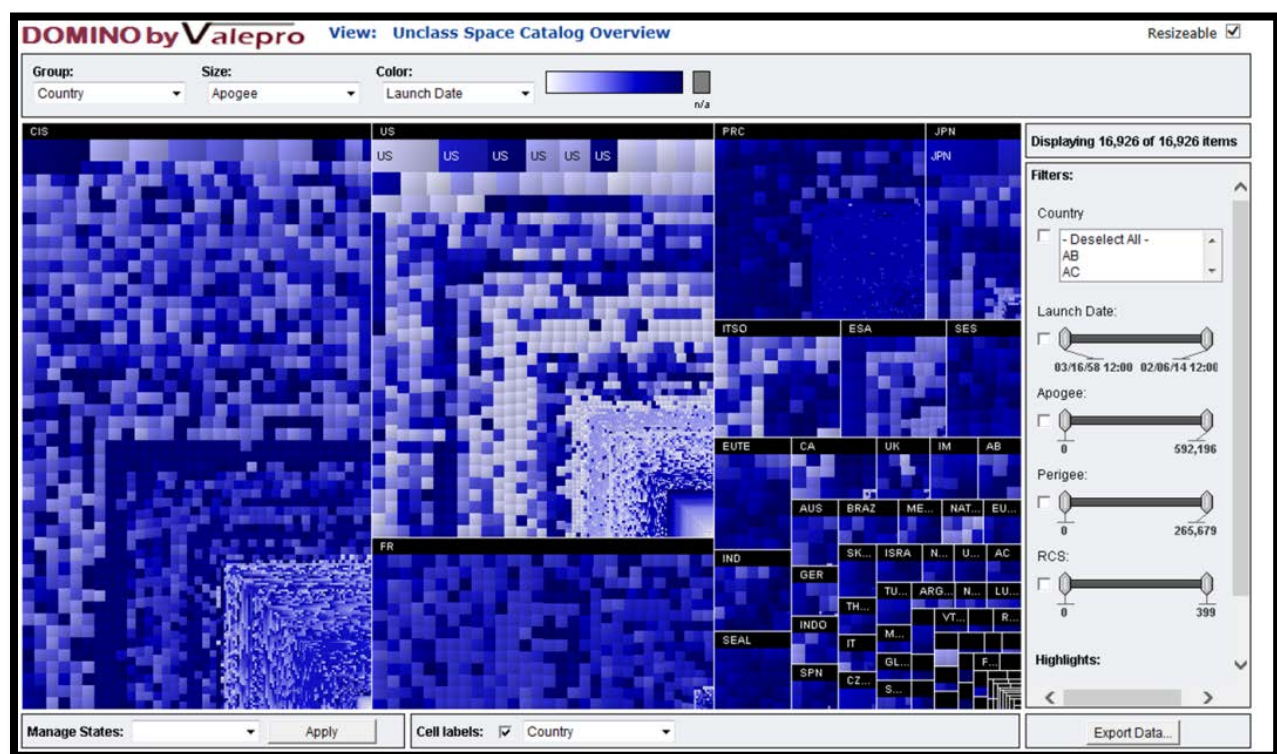 DOMINO by Valepro View: Unclass Space Catalog Overview Resizeable
Group: Size: Color:
Country Apogee Launch Date n/a
CIS US PRC JPN
US US US US US US JPN
ITSO ESA SES
EUTE CA UK IM AB
AUS BRAZ ME... NAT... EU...
FR
IND SK... ISRA N... U... AC
GER
TU... ARG... N... LU...
TH...
INDO VT... R...
SEAL IT M...
GL... F...
SPN CZ...
S...
Displaying 16,926 of 16,926 items
Filters:
Country
- Deselect All -
AB
AC
Launch Date:
03/16/58 12:00 02/06/14 12:00
Apogee:
0 592,196
Perigee:
0 265,679
RCS:
0 399
Highlights:
Manage States: Apply Cell labels: Country Export Data...